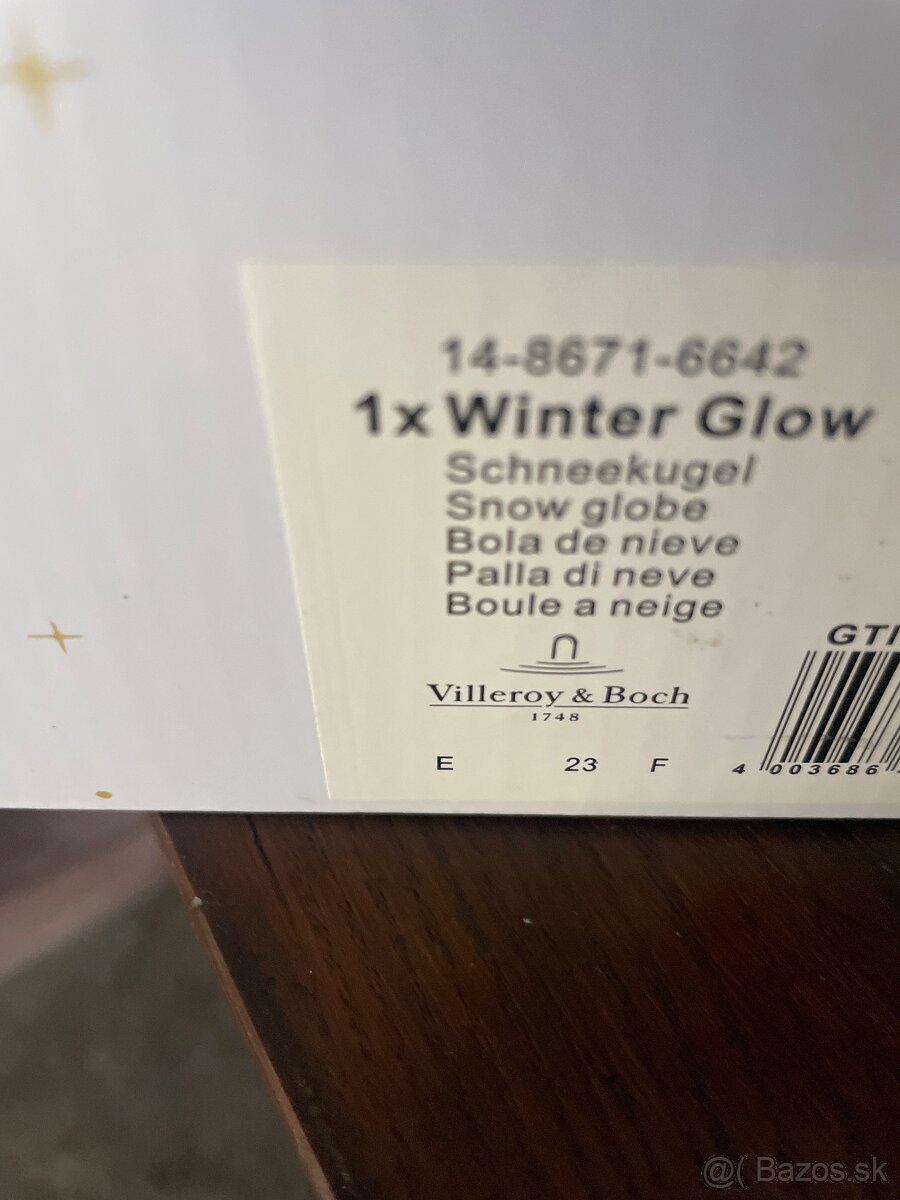 14-8671-6642
1x Winter Glow
Schneekugel
Snow globe
Bola de nieve
Palla di neve
Boule a neige
Villeroy & Boch
1748
GTI
E 23 F 4 003686
@( Bazos.sk